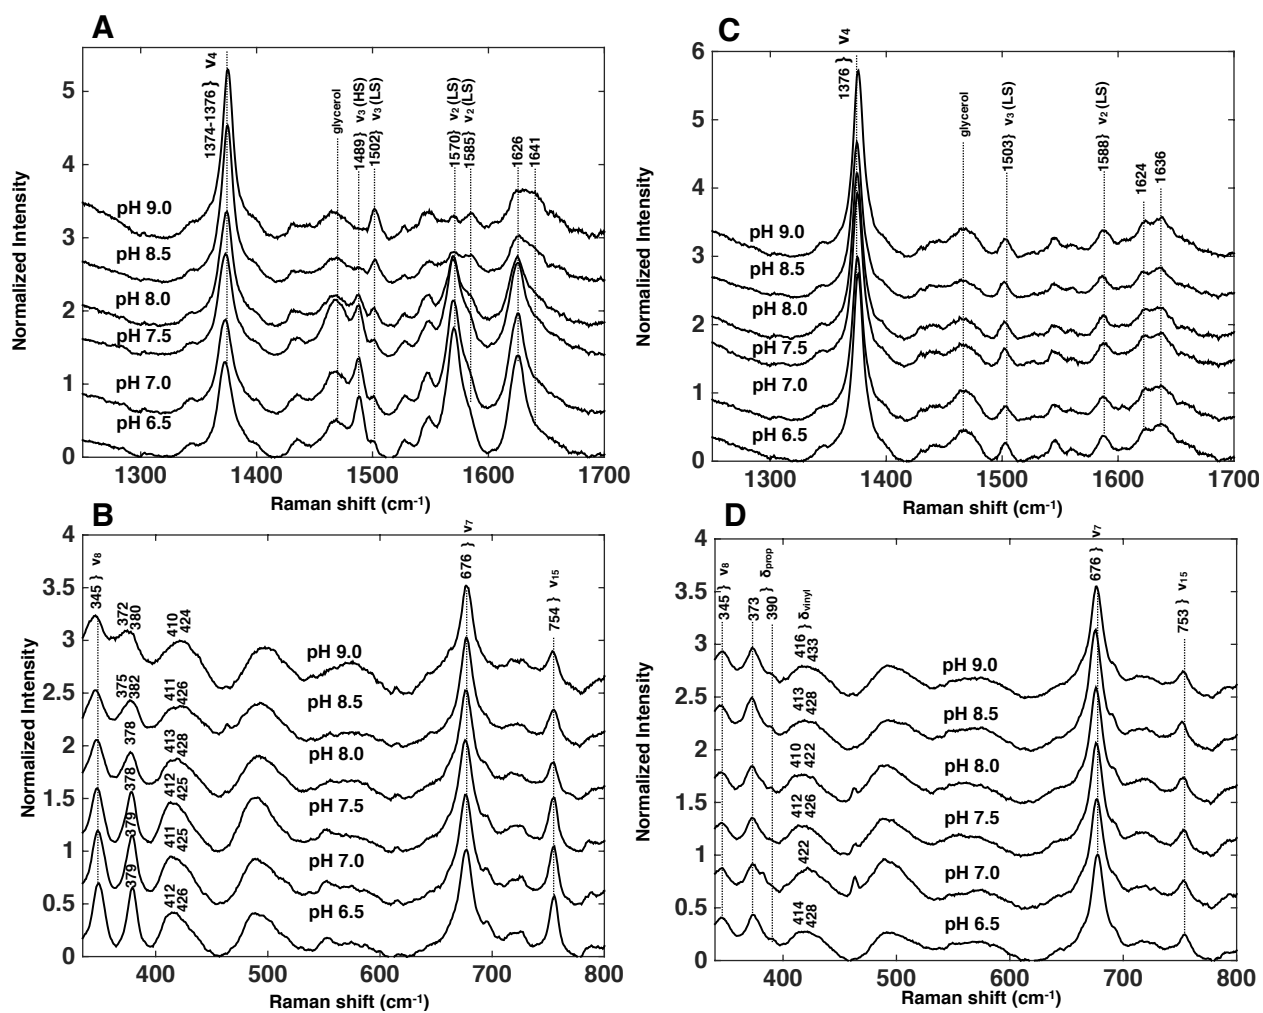 A
Normalized Intensity
5
4
3
2
1
0
1374-1376 } ν4
glycerol
1489} ν3 (HS)
1502} ν3 (LS)
1570} ν2 (LS)
1585} ν2 (LS)
1626
1641
pH 9.0
pH 8.5
pH 8.0
pH 7.5
pH 7.0
pH 6.5
1300 1400 1500 1600 1700
Raman shift (cm-1)
C
Normalized Intensity
6
5
4
3
2
1
0
1376 } ν4
glycerol
1503} ν3 (LS)
1588} ν2 (LS)
1624
1636
pH 9.0
pH 8.5
pH 8.0
pH 7.5
pH 7.0
pH 6.5
1300 1400 1500 1600 1700
Raman shift (cm-1)
B
Normalized Intensity
4
3.5
3
2.5
2
1.5
1
0.5
0
345 } ν8
372
380
410
424
676 } ν7
754 } ν15
pH 9.0
375
382
411
426
pH 8.5
378
413
428
pH 8.0
378
412
425
pH 7.5
379
411
425
pH 7.0
379
412
426
pH 6.5
400 500 600 700 800
Raman shift (cm-1)
D
Normalized Intensity
4
3.5
3
2.5
2
1.5
1
0.5
0
345 } ν8
373
390 } δprop
416 } δvinyl
433
676 } ν7
753 } ν15
pH 9.0
413
428
pH 8.5
410
422
pH 8.0
412
426
pH 7.5
422
pH 7.0
414
428
pH 6.5
400 500 600 700 800
Raman shift (cm-1)